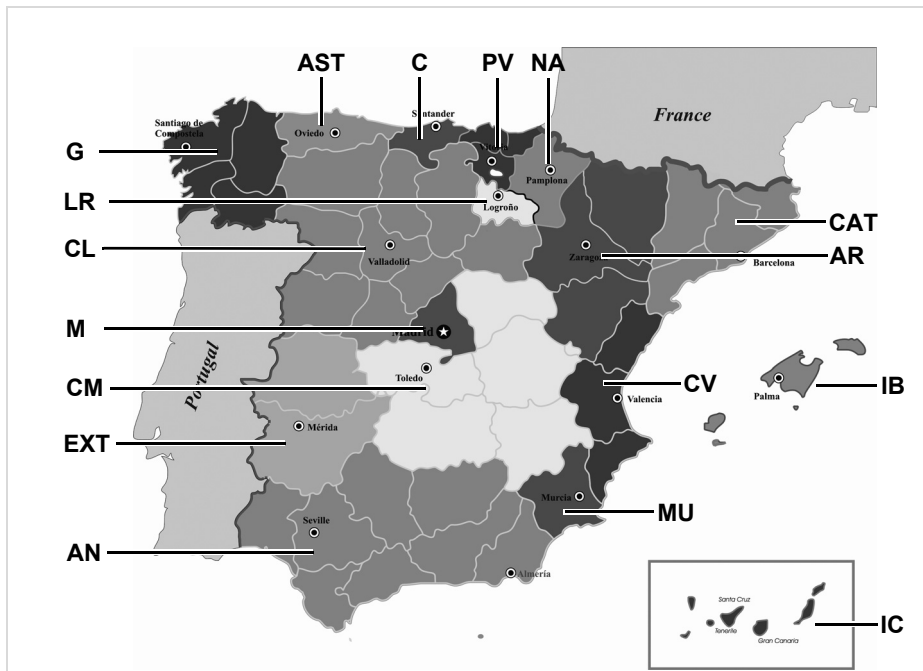 AST
C
PV
NA
Santander
France
Santiago de
Compostela
Oviedo
G
Vitoria
Pamplona
LR
Logroño
CAT
CL
Valladolid
Zaragoza
AR
Barcelona
M
Madrid
Portugal
Toledo
CM
CV
Palma
IB
Valencia
Mérida
EXT
Murcia
MU
Seville
AN
Almería
Santa Cruz
Tenerife
Gran Canaria
IC